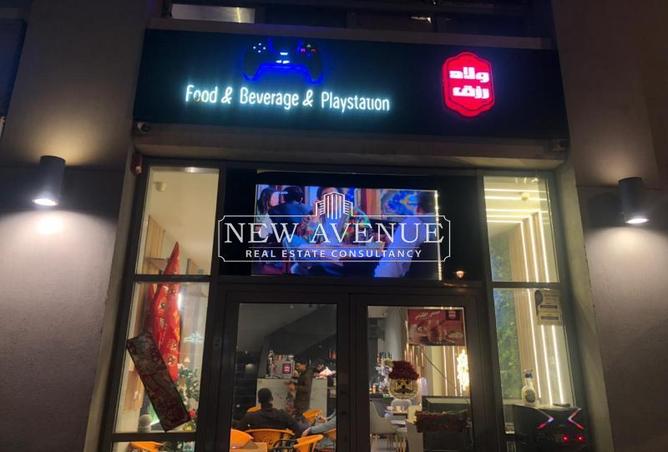 Food & Beverage & Playstation
ولاد
رزق
NEW AVENUE
REAL ESTATE CONSULTANCY